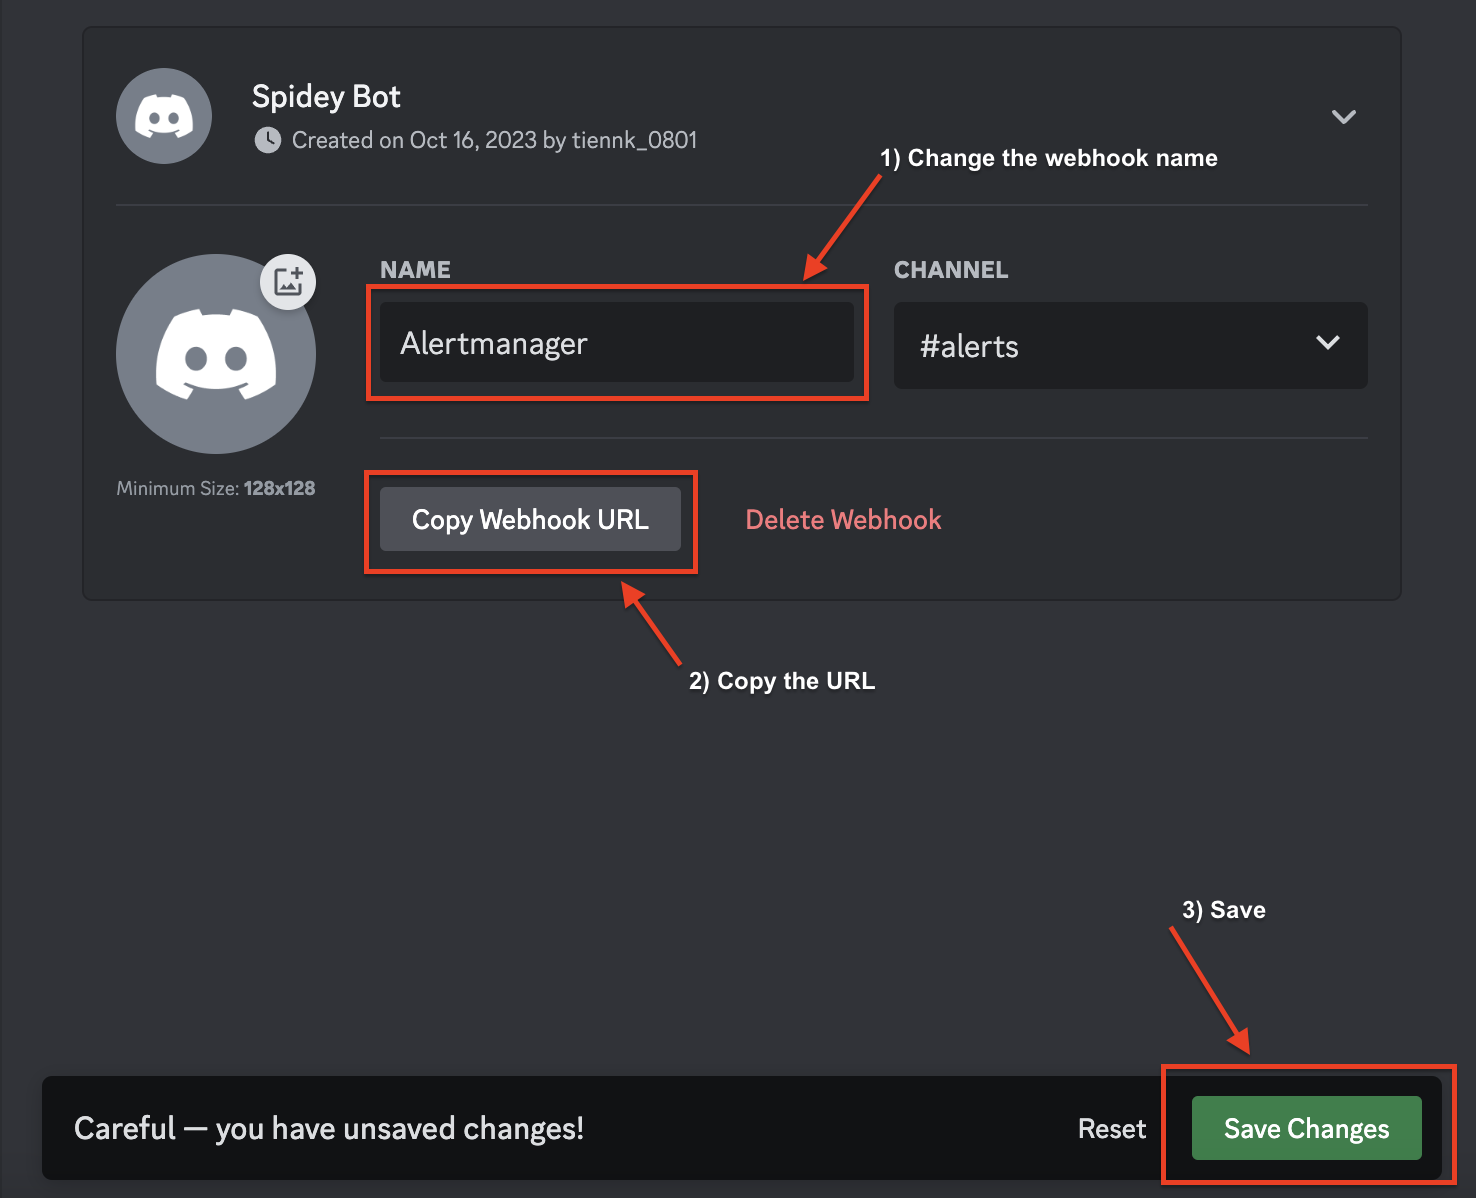 Spidey Bot
Created on Oct 16, 2023 by tiennk_0801
1) Change the webhook name
NAME
CHANNEL
Alertmanager
#alerts
Minimum Size: 128x128
Copy Webhook URL
Delete Webhook
2) Copy the URL
3) Save
Careful — you have unsaved changes!
Reset
Save Changes